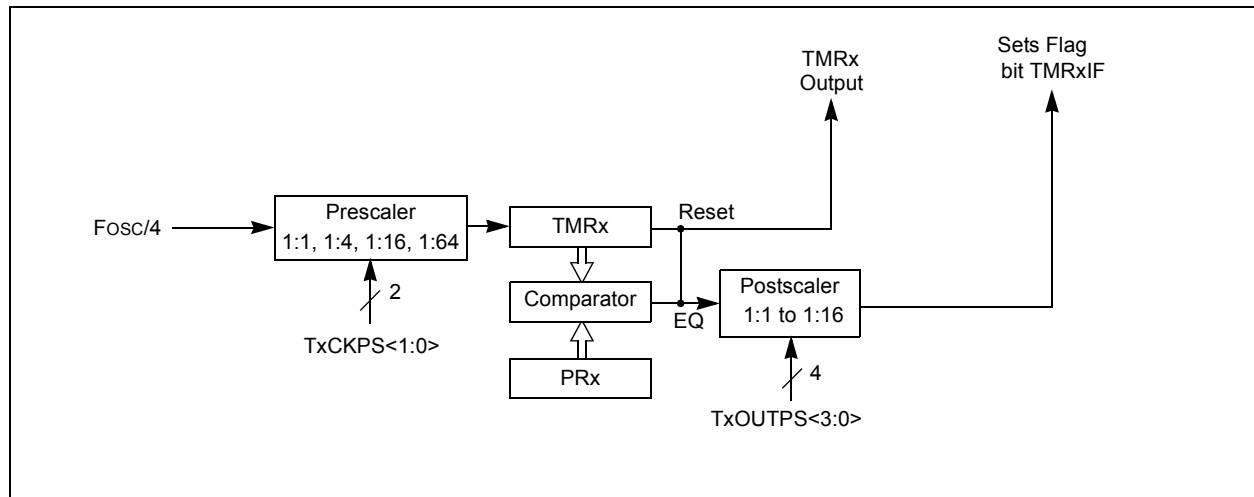 TMRx
Output
Sets Flag
bit TMRxIF
FOSC/4
Prescaler
1:1, 1:4, 1:16, 1:64
2
TxCKPS<1:0>
TMRx
Reset
Comparator
EQ
PRx
Postscaler
1:1 to 1:16
4
TxOUTPS<3:0>